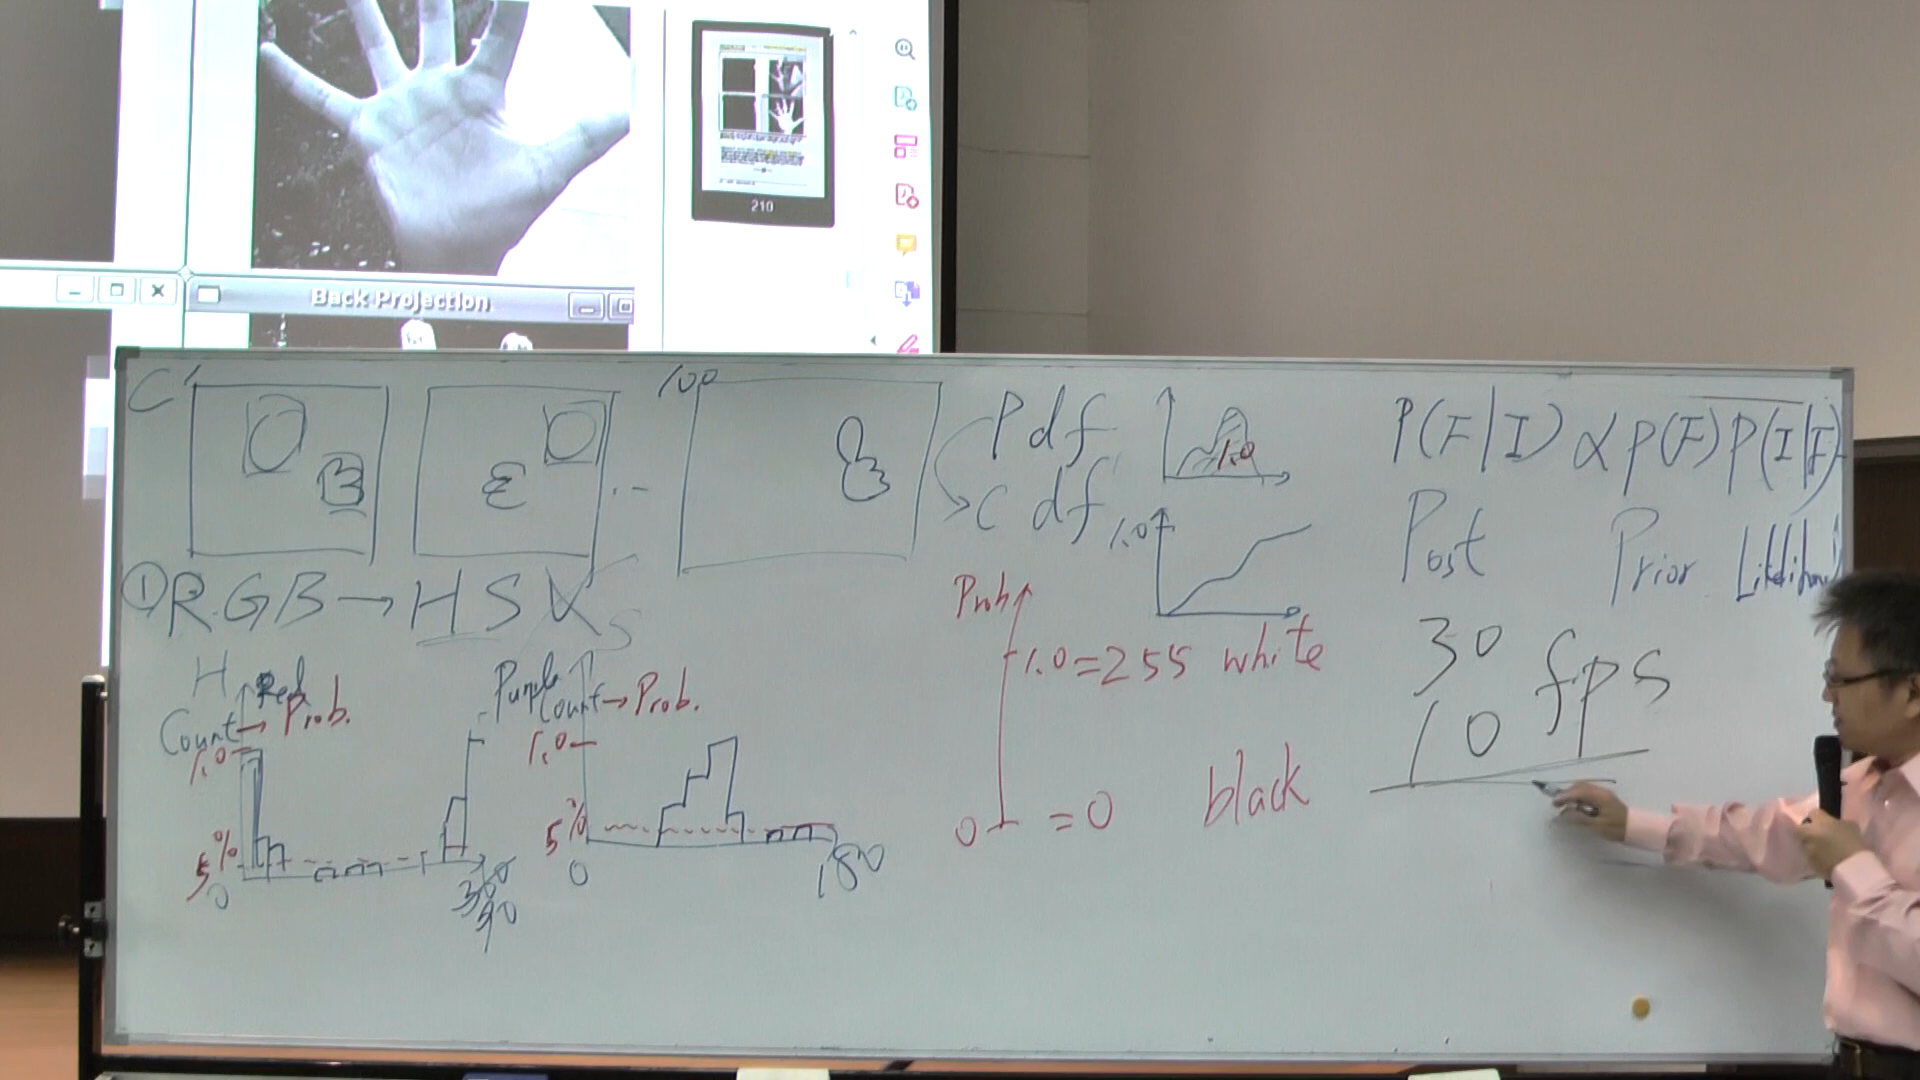 210
Back Projection
C
100
Pdf
1.0
cdf
1.0
P(F|I) ∝ P(F) P(I|F)
Post Prior
① RGB → HSV
S
H Red
Count → Prob.
1.0
5%
0
360
90
Purple
Count → Prob.
1.0
5%
0
180
Prob
1.0 = 255 white
0 = 0 black
30 fps
10